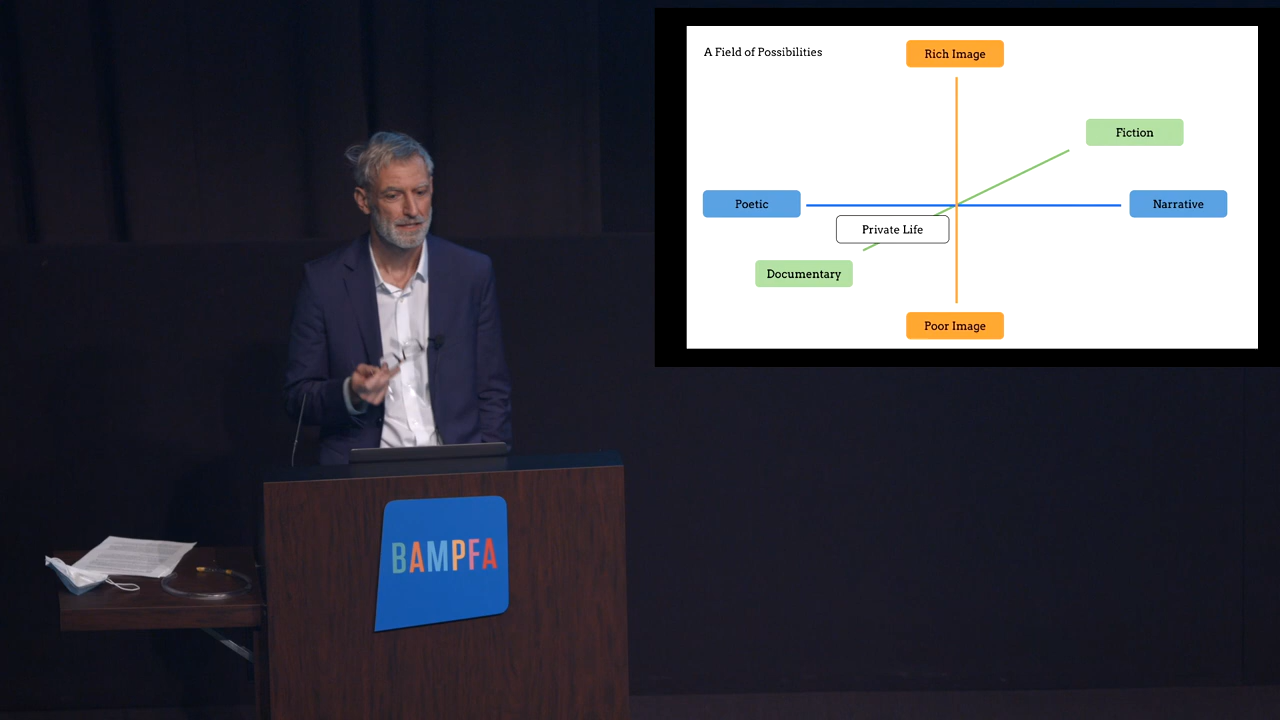 A Field of Possibilities
Rich Image
Fiction
Poetic
Narrative
Private Life
Documentary
Poor Image
BAMPFA